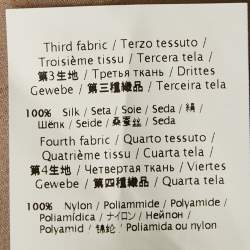 Third fabric / Terzo tessuto /
Troisième tissu / Tercera tela /
第3生地 / Третья ткань / Drittes
Gewebe / 第三種織品 / Terceira tela
100% Silk / Seta / Soie / Seda / 絹 /
Шёлк / Seide / 桑蚕丝 / Seda
Fourth fabric / Quarto tessuto /
Quatrième tissu / Cuarta tela /
第4生地 / Четвертая ткань / Viertes
Gewebe / 第四種織品 / Quarta tela
100% Nylon / Poliammide / Polyamide /
Poliamídica / ナイロン / Нейлон /
Polyamid / 锦纶 / Poliamida ou nylon